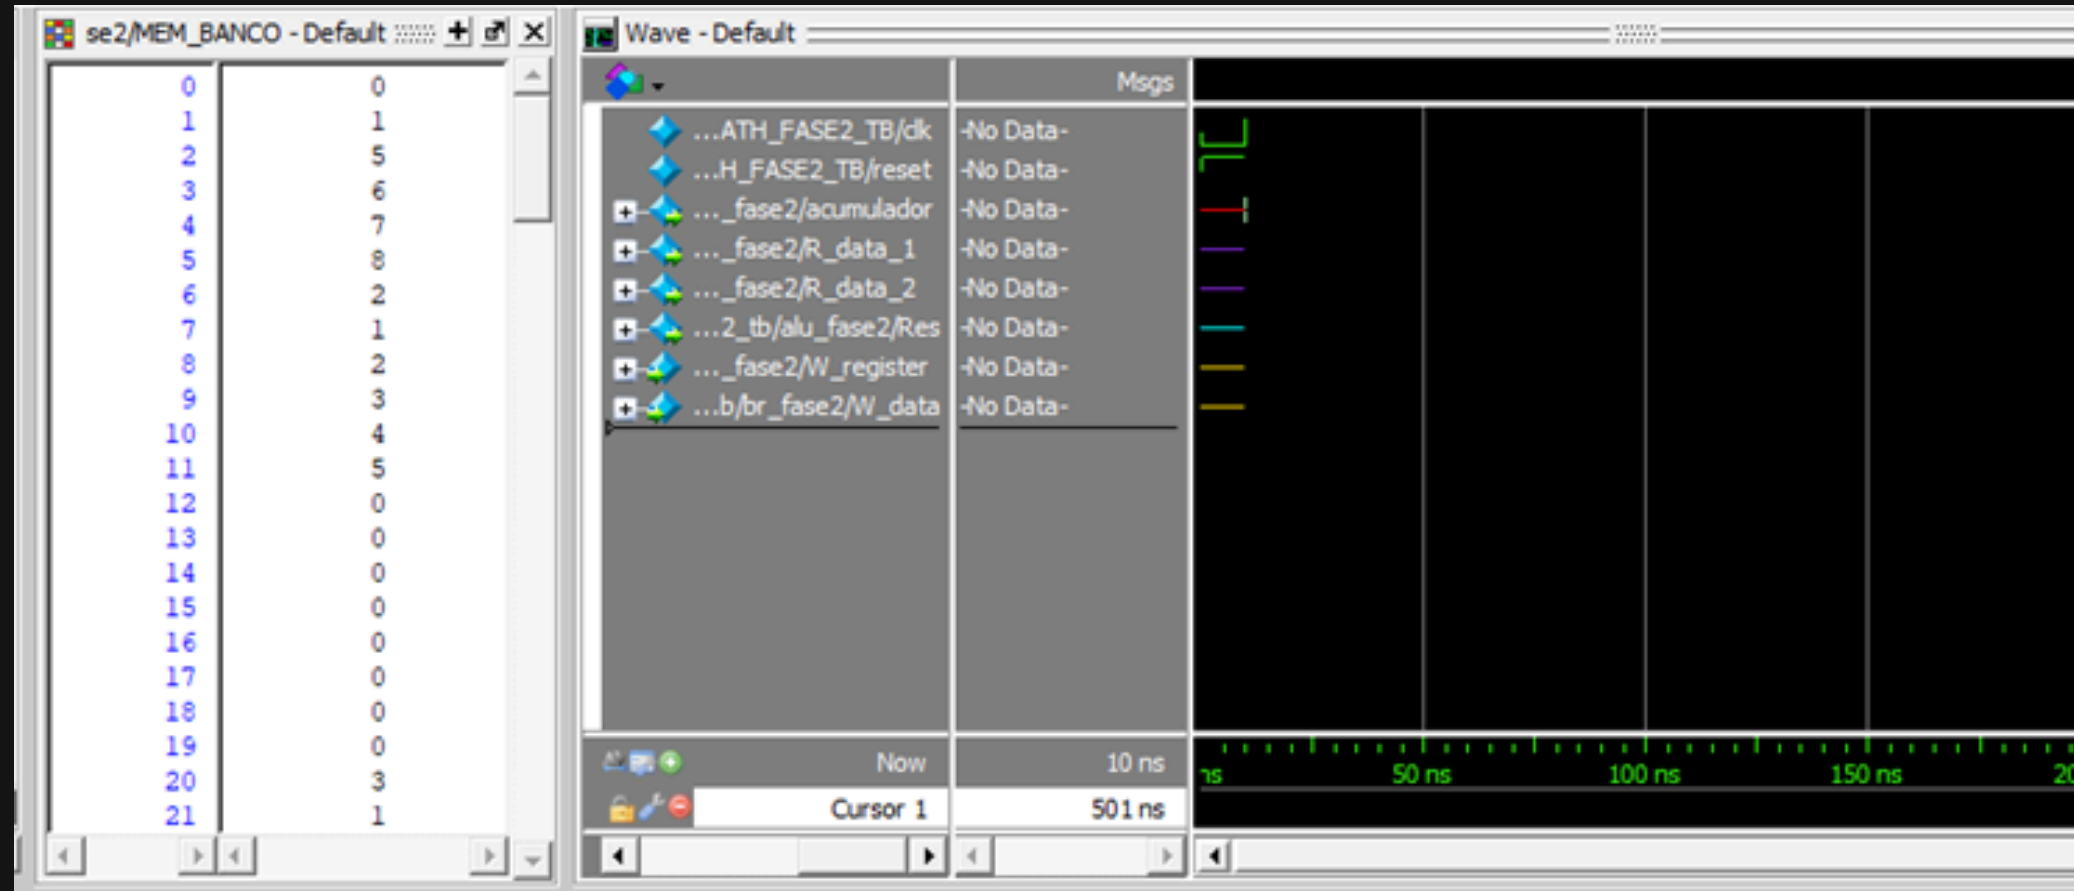 se2/MEM_BANCO - Default
0 0
1 1
2 5
3 6
4 7
5 8
6 2
7 1
8 2
9 3
10 4
11 5
12 0
13 0
14 0
15 0
16 0
17 0
18 0
19 0
20 3
21 1
Wave - Default
Msgs
...ATH_FASE2_TB/clk -No Data-
...H_FASE2_TB/reset -No Data-
..._fase2/acumulador -No Data-
..._fase2/R_data_1 -No Data-
..._fase2/R_data_2 -No Data-
...2_tb/alu_fase2/Res -No Data-
..._fase2/W_register -No Data-
...b/br_fase2/W_data -No Data-
Now 10 ns
ns 50 ns 100 ns 150 ns 20
Cursor 1 501 ns